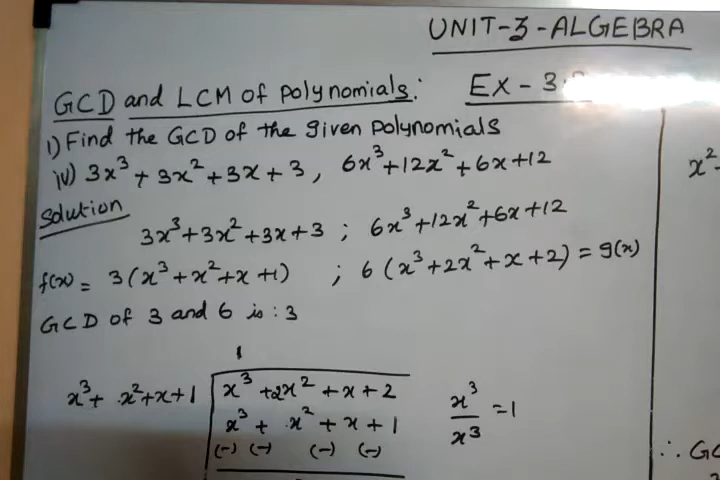 UNIT-3-ALGEBRA
GCD and LCM of polynomials: Ex-3.
1) Find the GCD of the given polynomials
iv) 3x³+3x²+3x+3, 6x³+12x²+6x+12
Solution
3x³+3x²+3x+3 ; 6x³+12x²+6x+12
f(x) = 3(x³+x²+x+1) ; 6(x³+2x²+x+2) = g(x)
GCD of 3 and 6 is : 3
1
x³+x²+x+1 x³+2x²+x+2
x³+x²+x+1
(-) (-) (-) (-)
x³/x³ =1
x²-
∴ GC